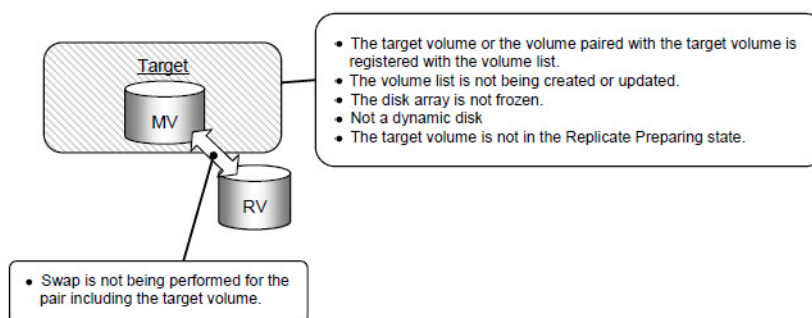 Target
MV
RV
• The target volume or the volume paired with the target volume is
registered with the volume list.
• The volume list is not being created or updated.
• The disk array is not frozen.
• Not a dynamic disk
• The target volume is not in the Replicate Preparing state.
• Swap is not being performed for the
pair including the target volume.